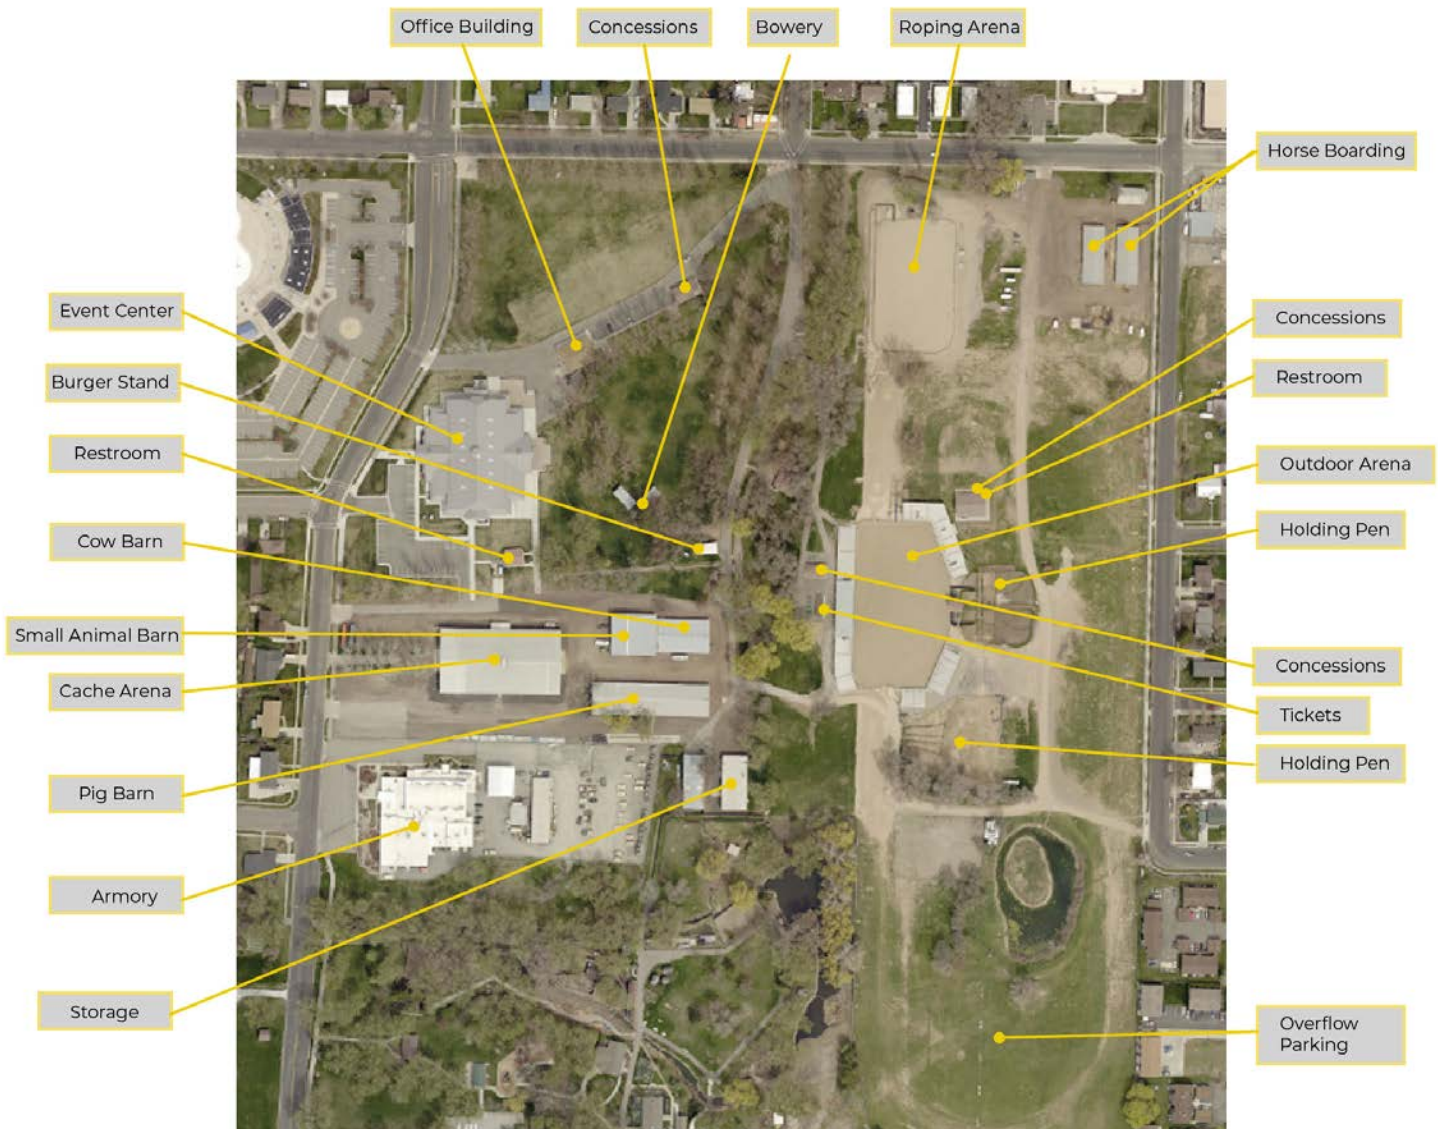 Office Building
Concessions
Bowery
Roping Arena
Horse Boarding
Event Center
Concessions
Burger Stand
Restroom
Restroom
Outdoor Arena
Cow Barn
Holding Pen
Small Animal Barn
Concessions
Cache Arena
Tickets
Pig Barn
Holding Pen
Armory
Storage
Overflow
Parking